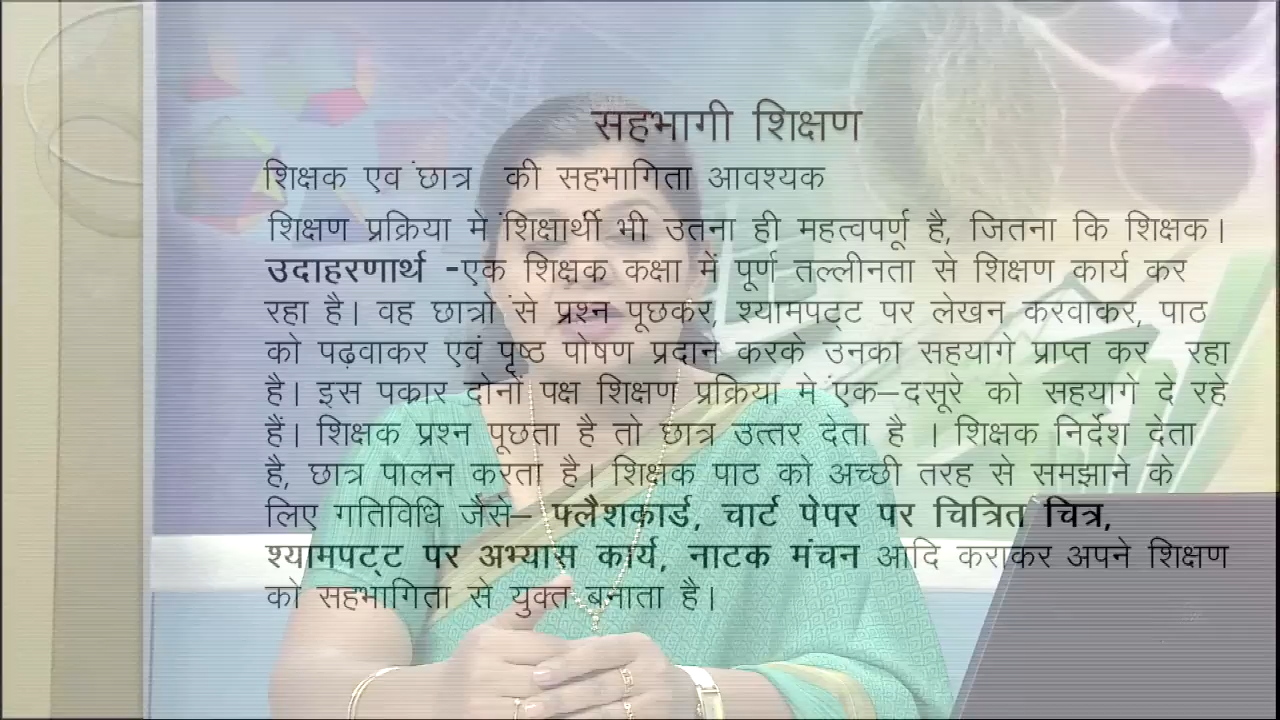 सहभागी शिक्षण
शिक्षक एवं छात्र की सहभागिता आवश्यक
शिक्षण प्रक्रिया में शिक्षार्थी भी उतना ही महत्वपर्ूण है, जितना कि शिक्षक।
उदाहरणार्थ -एक शिक्षक कक्षा में पूर्ण तल्लीनता से शिक्षण कार्य कर
रहा है। वह छात्रों से प्रश्न पूछकर, श्यामपट्ट पर लेखन करवाकर, पाठ
को पढ़वाकर एवं पृष्ठ पोषण प्रदान करके उनका सहयागे प्राप्त कर रहा
है। इस पकार दोनों पक्ष शिक्षण प्रक्रिया में एक–दसूरे को सहयागे दे रहे
हैं। शिक्षक प्रश्न पूछता है तो छात्र उत्तर देता है । शिक्षक निर्देश देता
है, छात्र पालन करता है। शिक्षक पाठ को अच्छी तरह से समझाने के
लिए गतिविधि जैसे– फ्लैशकार्ड, चार्ट पेपर पर चित्रित चित्र,
श्यामपट्ट पर अभ्यास कार्य, नाटक मंचन आदि कराकर अपने शिक्षण
को सहभागिता से युक्त बनाता है।